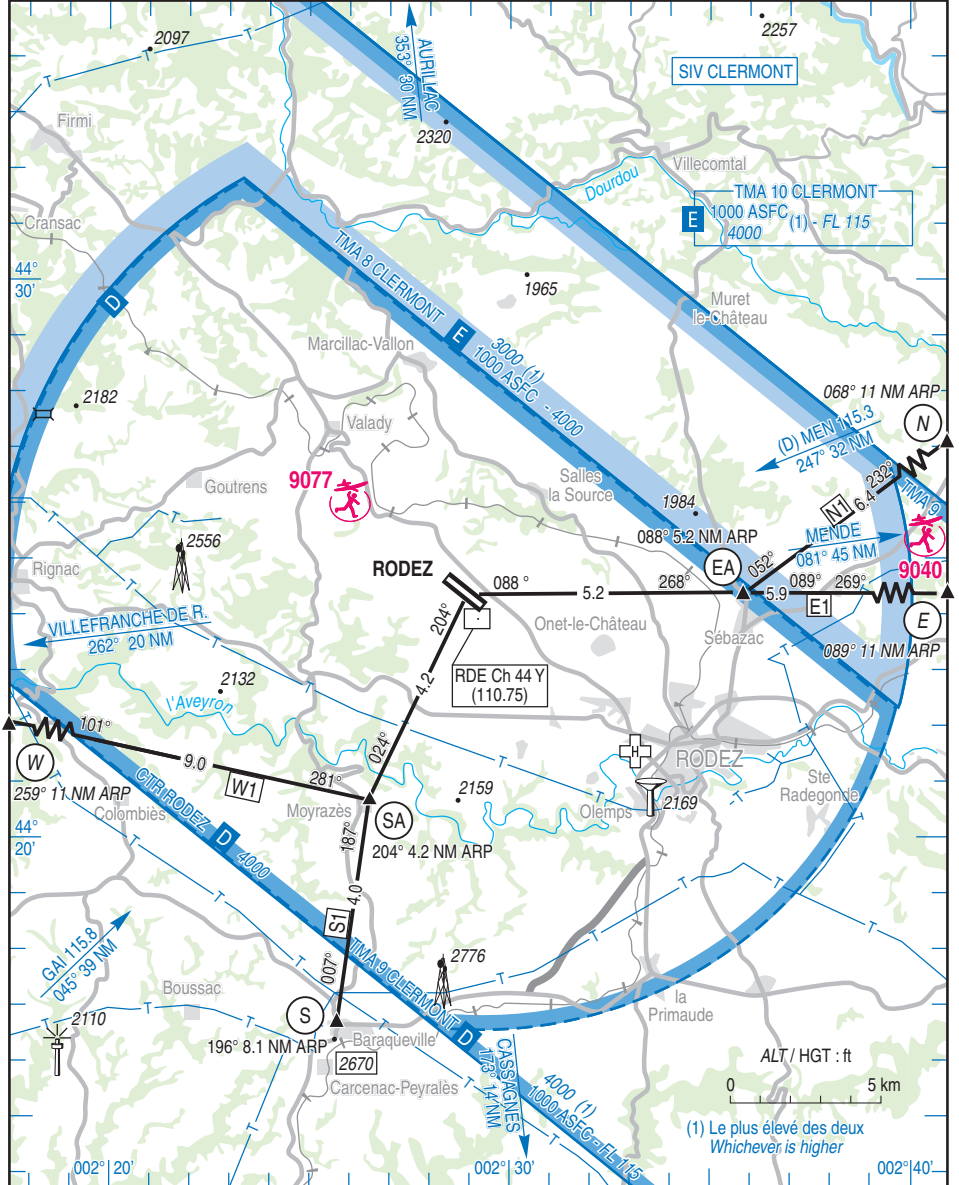 2097
2257
AURILLAC
353° 30 NM
SIV CLERMONT
Firmi
2320
Villecomtal
Dourdou
TMA 10 CLERMONT
E
1000 ASFC (1) - FL 115
4000
Cransac
TMA 8 CLERMONT
E
3000 (1)
1000 ASFC - 4000
44°
30'
D
1965
Muret
le-Château
Marcillac-Vallon
2182
068° 11 NM ARP
N
Valady
(D) MEN 115.3
247° 32 NM
232°
6.4
N1
052°
TMA 9
9077
Goutrens
Salles
la Source
1984
088° 5.2 NM ARP
MENDE
081° 45 NM
2556
Rignac
RODEZ
EA
9040
088 °
5.2
268°
5.9
089°
269°
E1
E
204°
4.2
024°
VILLEFRANCHE DE R.
262° 20 NM
Onet-le-Château
Sébazac
089° 11 NM ARP
RDE Ch 44 Y
(110.75)
2132
l'Aveyron
101°
9.0
281°
W1
W
259° 11 NM ARP
RODEZ
Colombiès
CTR RODEZ
D
4000
Moyrazès
SA
204° 4.2 NM ARP
2159
Olemps
2169
Ste
Radegonde
44°
20'
187°
4.0
S1
007°
GAI 115.8
045° 39 NM
TMA 9 CLERMONT
D
4000 (1)
1000 ASFC - FL 115
2776
Boussac
la
Primaude
2110
S
196° 8.1 NM ARP
Baraqueville
2670
Carcenac-Peyralès
CASSAGNES
173° 14 NM
ALT / HGT : ft
0
5 km
(1) Le plus élevé des deux
Whichever is higher
002° 20'
002° 30'
002° 40'